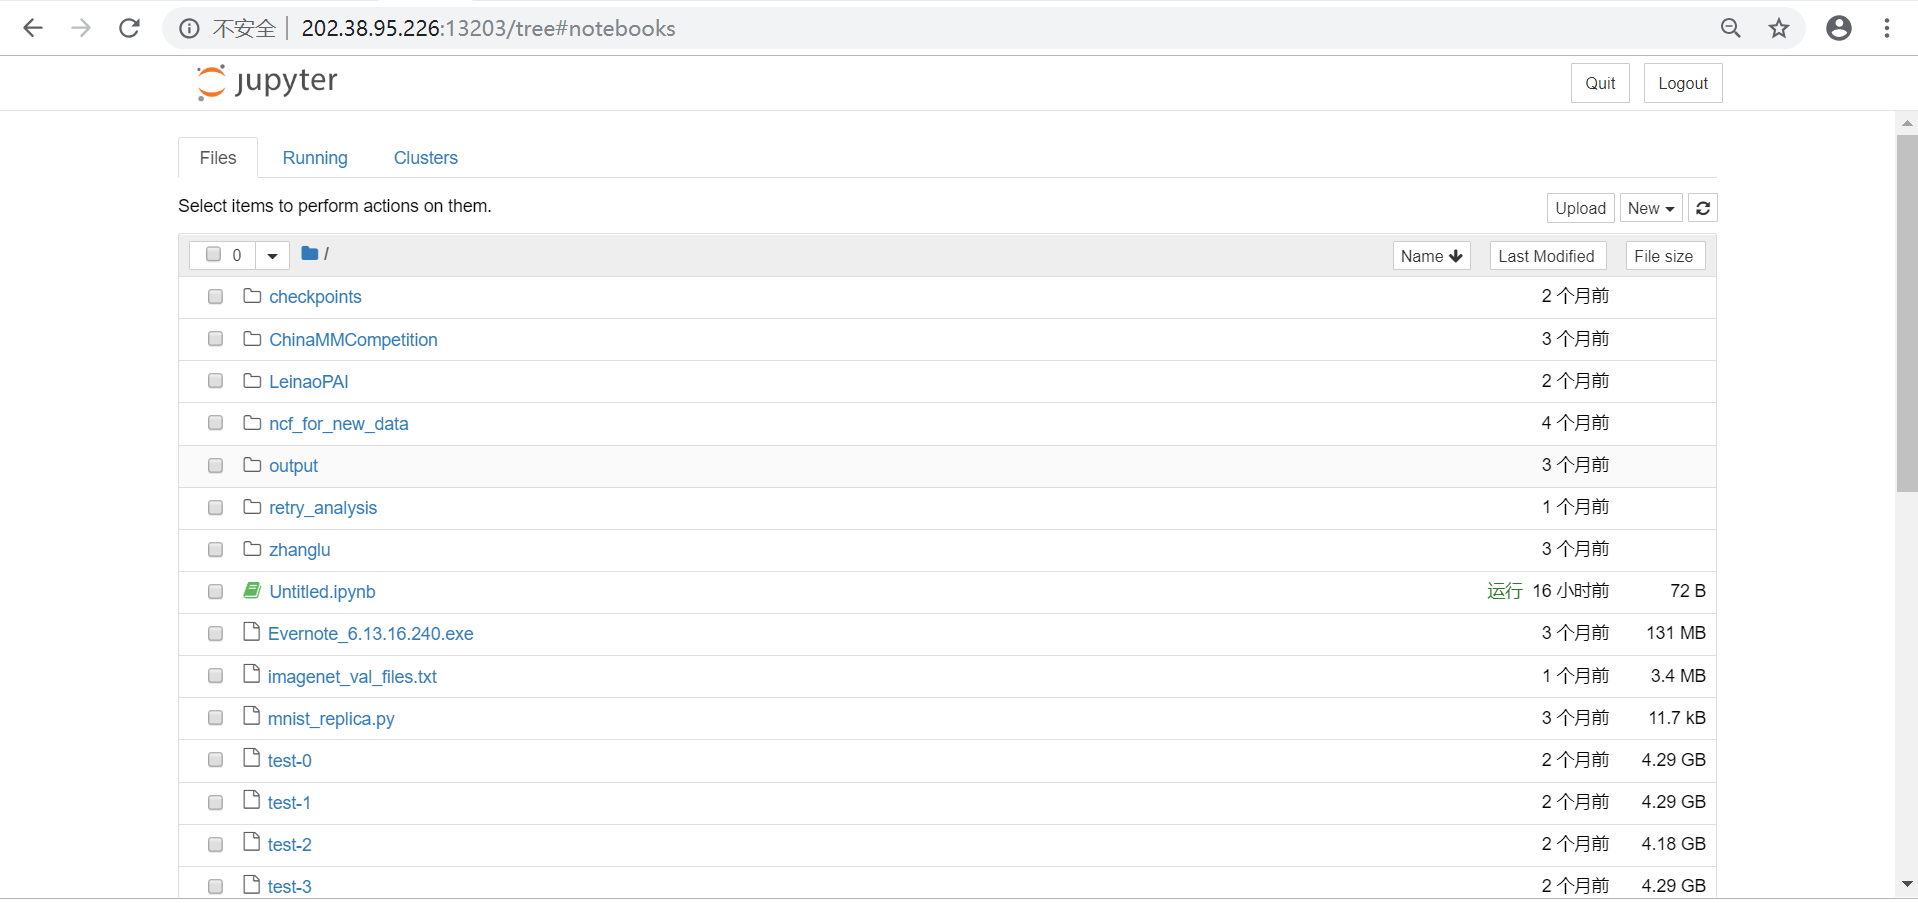 不安全 202.38.95.226:13203/tree#notebooks
jupyter Quit Logout
Files Running Clusters
Select items to perform actions on them. Upload New
0 / Name Last Modified File size
checkpoints 2 个月前
ChinaMMCompetition 3 个月前
LeinaoPAI 2 个月前
ncf_for_new_data 4 个月前
output 3 个月前
retry_analysis 1 个月前
zhanglu 3 个月前
Untitled.ipynb 运行 16 小时前 72 B
Evernote_6.13.16.240.exe 3 个月前 131 MB
imagenet_val_files.txt 1 个月前 3.4 MB
mnist_replica.py 3 个月前 11.7 kB
test-0 2 个月前 4.29 GB
test-1 2 个月前 4.29 GB
test-2 2 个月前 4.18 GB
test-3 2 个月前 4.29 GB